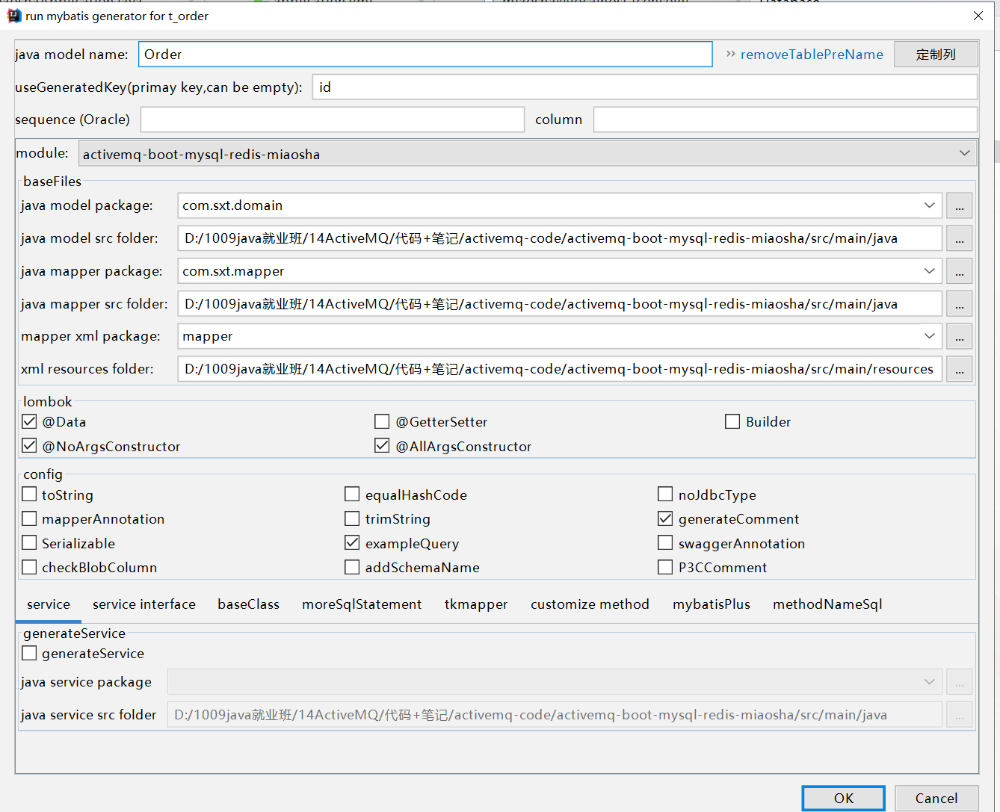 run mybatis generator for t_order
java model name: Order >> removeTablePreName 定制列
useGeneratedKey(primay key,can be empty): id
sequence (Oracle) column
module: activemq-boot-mysql-redis-miaosha
baseFiles
java model package: com.sxt.domain ...
java model src folder: D:/1009java就业班/14ActiveMQ/代码+笔记/activemq-code/activemq-boot-mysql-redis-miaosha/src/main/java ...
java mapper package: com.sxt.mapper ...
java mapper src folder: D:/1009java就业班/14ActiveMQ/代码+笔记/activemq-code/activemq-boot-mysql-redis-miaosha/src/main/java ...
mapper xml package: mapper ...
xml resources folder: D:/1009java就业班/14ActiveMQ/代码+笔记/activemq-code/activemq-boot-mysql-redis-miaosha/src/main/resources ...
lombok
@Data @GetterSetter Builder
@NoArgsConstructor @AllArgsConstructor
config
toString equalHashCode noJdbcType
mapperAnnotation trimString generateComment
Serializable exampleQuery swaggerAnnotation
checkBlobColumn addSchemaName P3CComment
service service interface baseClass moreSqlStatement tkmapper customize method mybatisPlus methodNameSql
generateService
generateService
java service package ...
java service src folder D:/1009java就业班/14ActiveMQ/代码+笔记/activemq-code/activemq-boot-mysql-redis-miaosha/src/main/java ...
OK Cancel